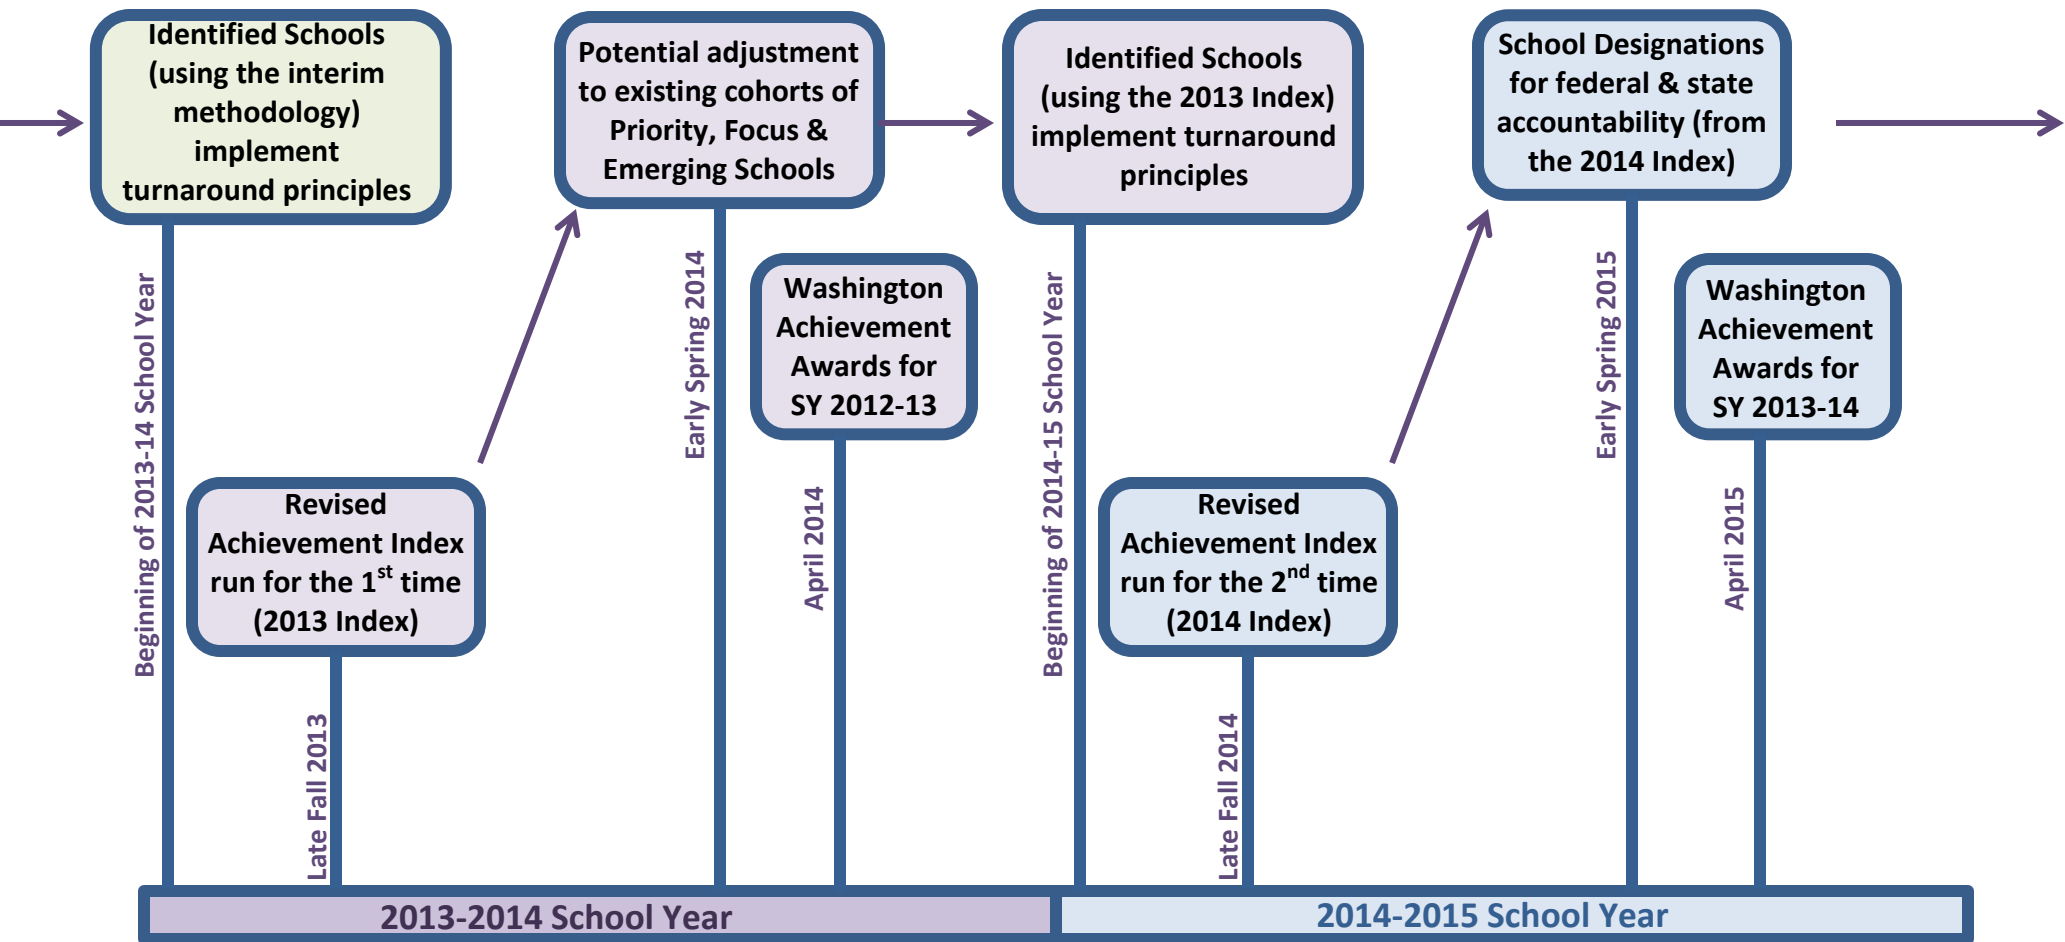 Identified Schools
(using the interim
methodology)
implement
turnaround principles
Beginning of 2013-14 School Year
Revised
Achievement Index
run for the 1st time
(2013 Index)
Late Fall 2013
Potential adjustment
to existing cohorts of
Priority, Focus &
Emerging Schools
Early Spring 2014
Washington
Achievement
Awards for
SY 2012-13
April 2014
Identified Schools
(using the 2013 Index)
implement turnaround
principles
Beginning of 2014-15 School Year
Revised
Achievement Index
run for the 2nd time
(2014 Index)
Late Fall 2014
School Designations
for federal & state
accountability (from
the 2014 Index)
Early Spring 2015
Washington
Achievement
Awards for
SY 2013-14
April 2015
2013-2014 School Year
2014-2015 School Year